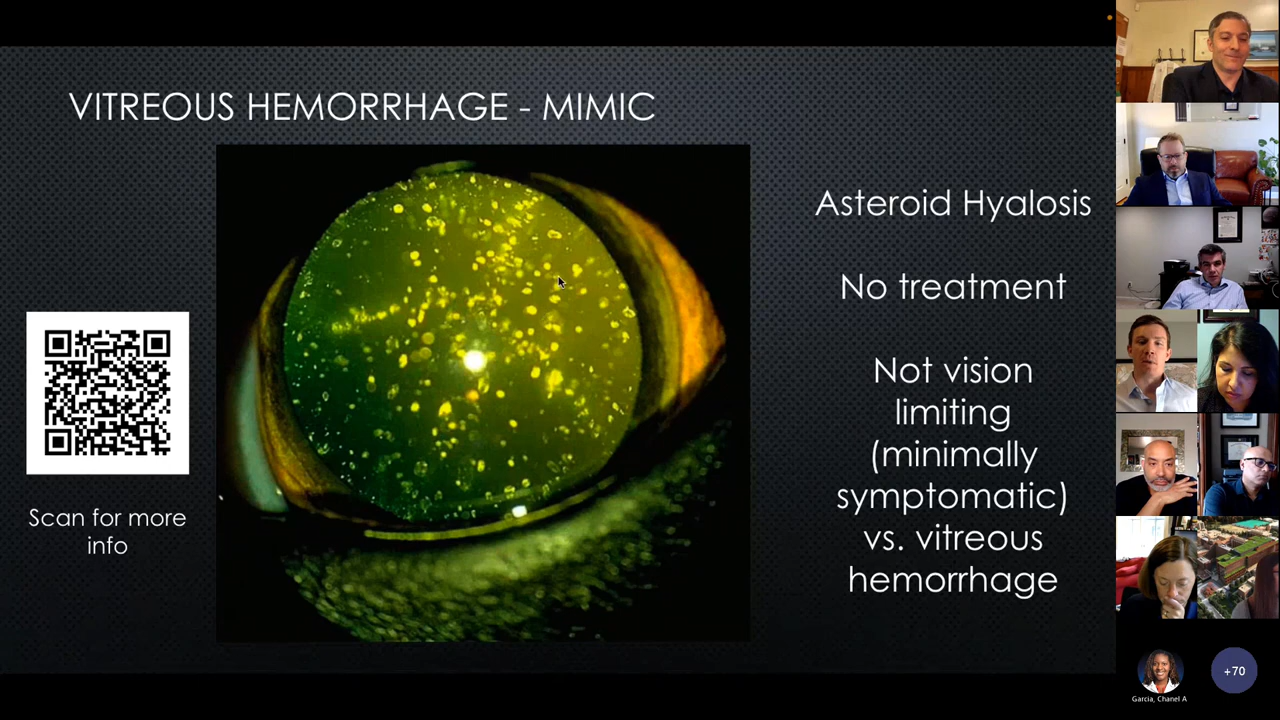 VITREOUS HEMORRHAGE - MIMIC
Asteroid Hyalosis
No treatment
Not vision
limiting
(minimally
symptomatic)
vs. vitreous
hemorrhage
Scan for more
info
Garcia, Chanel A
+70